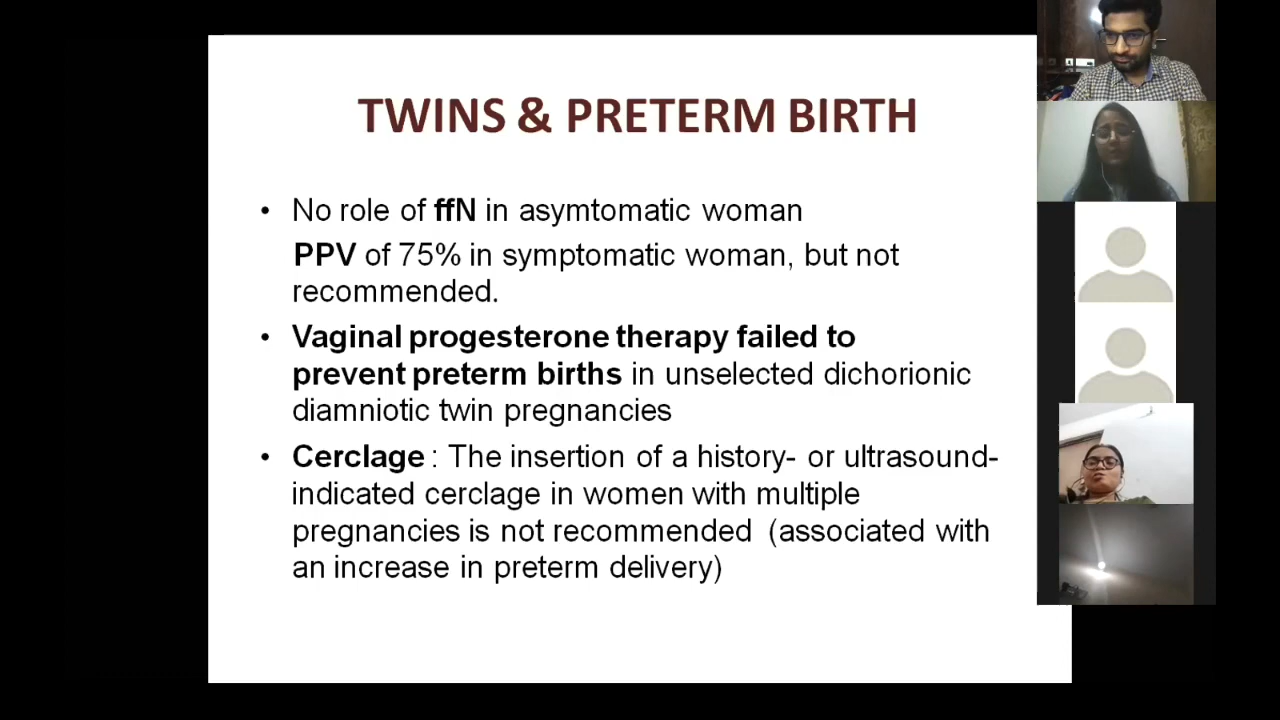 TWINS & PRETERM BIRTH
• No role of ffN in asymtomatic woman
PPV of 75% in symptomatic woman, but not
recommended.
• Vaginal progesterone therapy failed to
prevent preterm births in unselected dichorionic
diamniotic twin pregnancies
• Cerclage : The insertion of a history- or ultrasound-
indicated cerclage in women with multiple
pregnancies is not recommended (associated with
an increase in preterm delivery)